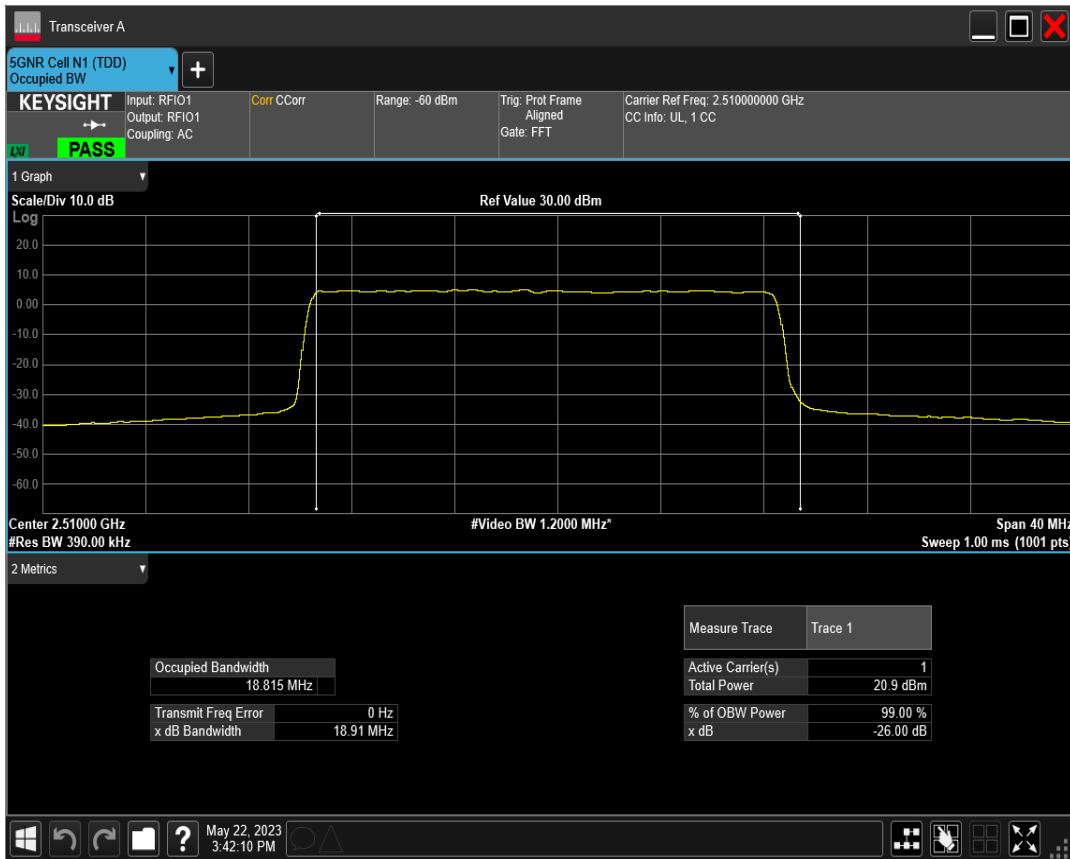 Transceiver A
5GNR Cell N1 (TDD)
Occupied BW
+
KEYSIGHT
Input: RFIO1
Output: RFIO1
Coupling: AC
Corr CCorr
Range: -60 dBm
Trig: Prot Frame
Aligned
Gate: FFT
Carrier Ref Freq: 2.510000000 GHz
CC Info: UL, 1 CC
LXI
PASS
1 Graph
Scale/Div 10.0 dB
Ref Value 30.00 dBm
Log
20.0
10.0
0.00
-10.0
-20.0
-30.0
-40.0
-50.0
-60.0
Center 2.51000 GHz
#Video BW 1.2000 MHz*
Span 40 MHz
#Res BW 390.00 kHz
Sweep 1.00 ms (1001 pts)
2 Metrics
Measure Trace Trace 1
Occupied Bandwidth
18.815 MHz
Active Carrier(s) 1
Total Power 20.9 dBm
Transmit Freq Error 0 Hz
x dB Bandwidth 18.91 MHz
% of OBW Power 99.00 %
x dB -26.00 dB
?
May 22, 2023
3:42:10 PM